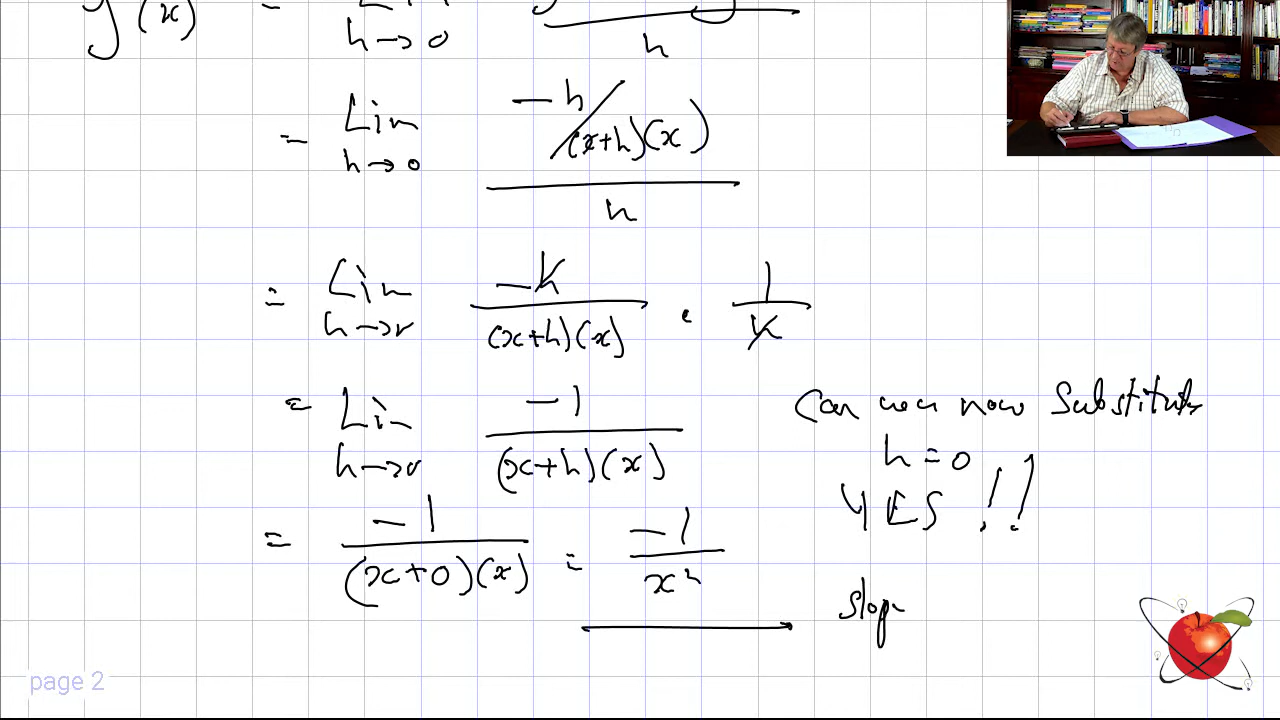 (x) =
h → 0 h
= Lim -h/(x+h)(x)
h → 0 h
= Lim -h/(x+h)(x) . 1/h
h → 0
= Lim -1/(x+h)(x)
h → 0
Can we now Substitute
h = 0
YES !!
= -1/(x+0)(x) = -1/x²
Slope
page 2